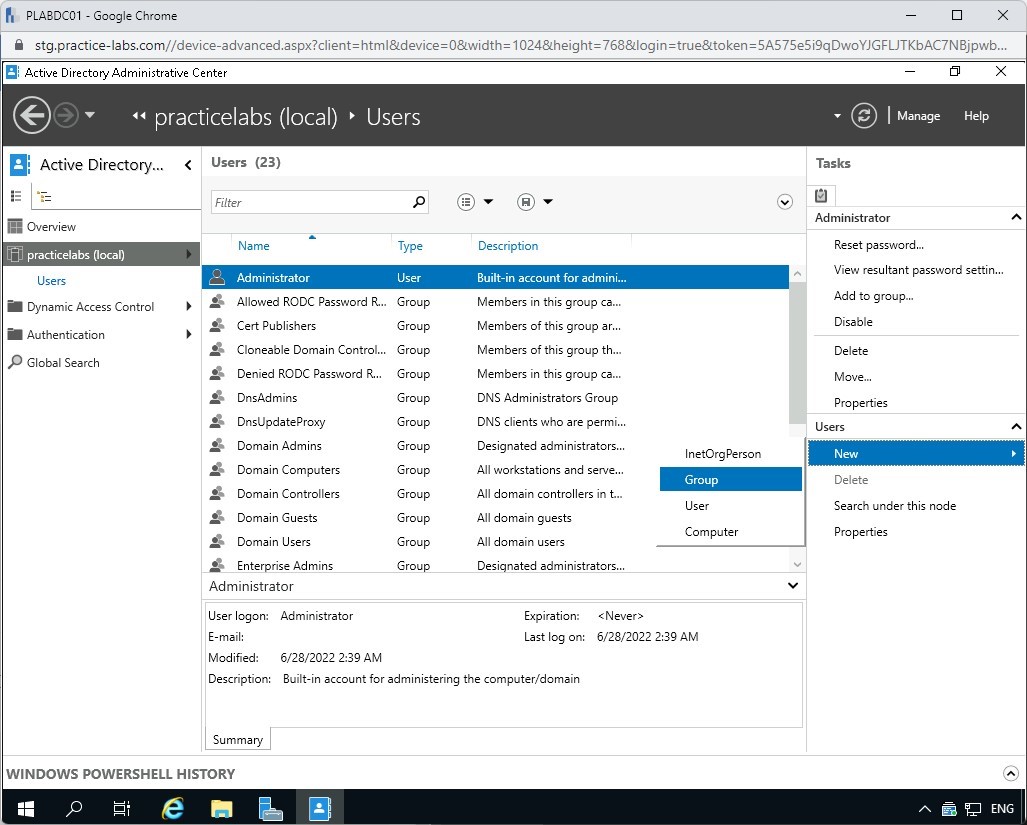 PLABDC01 - Google Chrome
stg.practice-labs.com//device-advanced.aspx?client=html&device=0&width=1024&height=768&login=true&token=5A575e5i9qDwoYJGFLJTKbAC7NBjpwb...
Active Directory Administrative Center
practicelabs (local) Users
Manage Help
Active Directory...
Overview
practicelabs (local)
Users
Dynamic Access Control
Authentication
Global Search
Users (23)
Filter
Name Type Description
Administrator User Built-in account for admini...
Allowed RODC Password R... Group Members in this group ca...
Cert Publishers Group Members of this group ar...
Cloneable Domain Control... Group Members of this group th...
Denied RODC Password R... Group Members in this group ca...
DnsAdmins Group DNS Administrators Group
DnsUpdateProxy Group DNS clients who are permi...
Domain Admins Group Designated administrators...
Domain Computers Group All workstations and serve...
Domain Controllers Group All domain controllers in t...
Domain Guests Group All domain guests
Domain Users Group All domain users
Enterprise Admins Group Designated administrators...
InetOrgPerson
Group
User
Computer
Administrator
User logon: Administrator Expiration: <Never>
E-mail: Last log on: 6/28/2022 2:39 AM
Modified: 6/28/2022 2:39 AM
Description: Built-in account for administering the computer/domain
Summary
Tasks
Administrator
Reset password...
View resultant password settin...
Add to group...
Disable
Delete
Move...
Properties
Users
New
Delete
Search under this node
Properties
WINDOWS POWERSHELL HISTORY
ENG